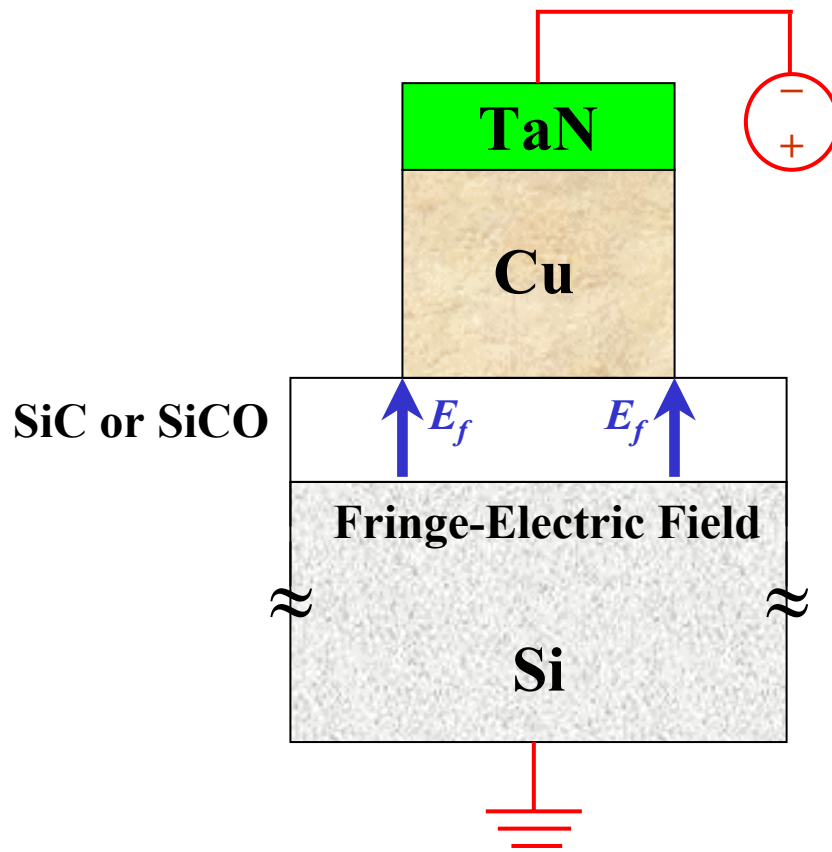 −
TaN
+
Cu
SiC or SiCO
E_f E_f
Fringe-Electric Field
≈ ≈
Si